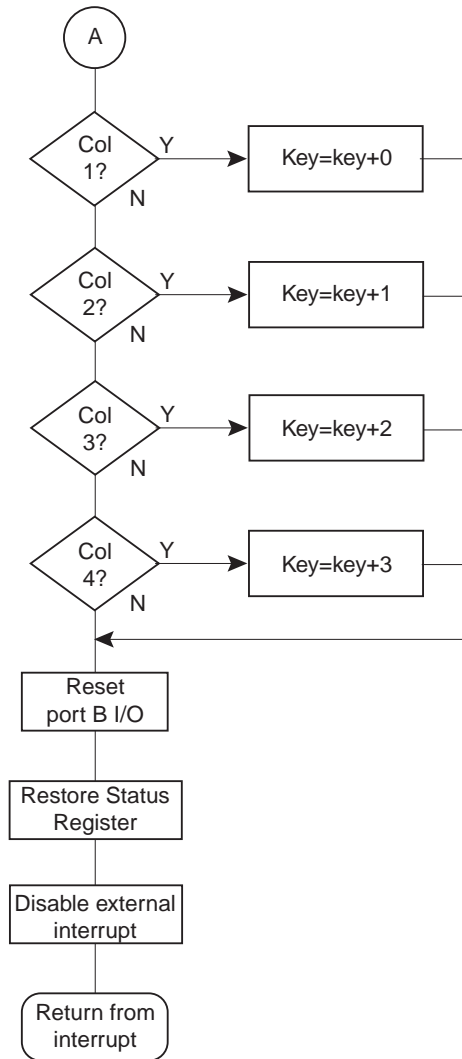 A
Col
1?
Y
Key=key+0
N
Col
2?
Y
Key=key+1
N
Col
3?
Y
Key=key+2
N
Col
4?
Y
Key=key+3
N
Reset
port B I/O
Restore Status
Register
Disable external
interrupt
Return from
interrupt